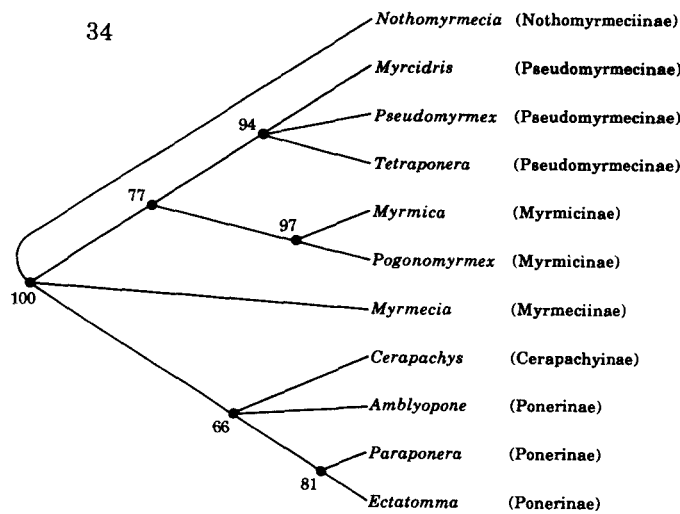 34
Nothomyrmecia (Nothomyrmeciinae)
Myrcidris (Pseudomyrmecinae)
94
Pseudomyrmex (Pseudomyrmecinae)
Tetraponera (Pseudomyrmecinae)
77
Myrmica (Myrmicinae)
97
Pogonomyrmex (Myrmicinae)
100
Myrmecia (Myrmeciinae)
Cerapachys (Cerapachyinae)
Amblyopone (Ponerinae)
66
Paraponera (Ponerinae)
81
Ectatomma (Ponerinae)